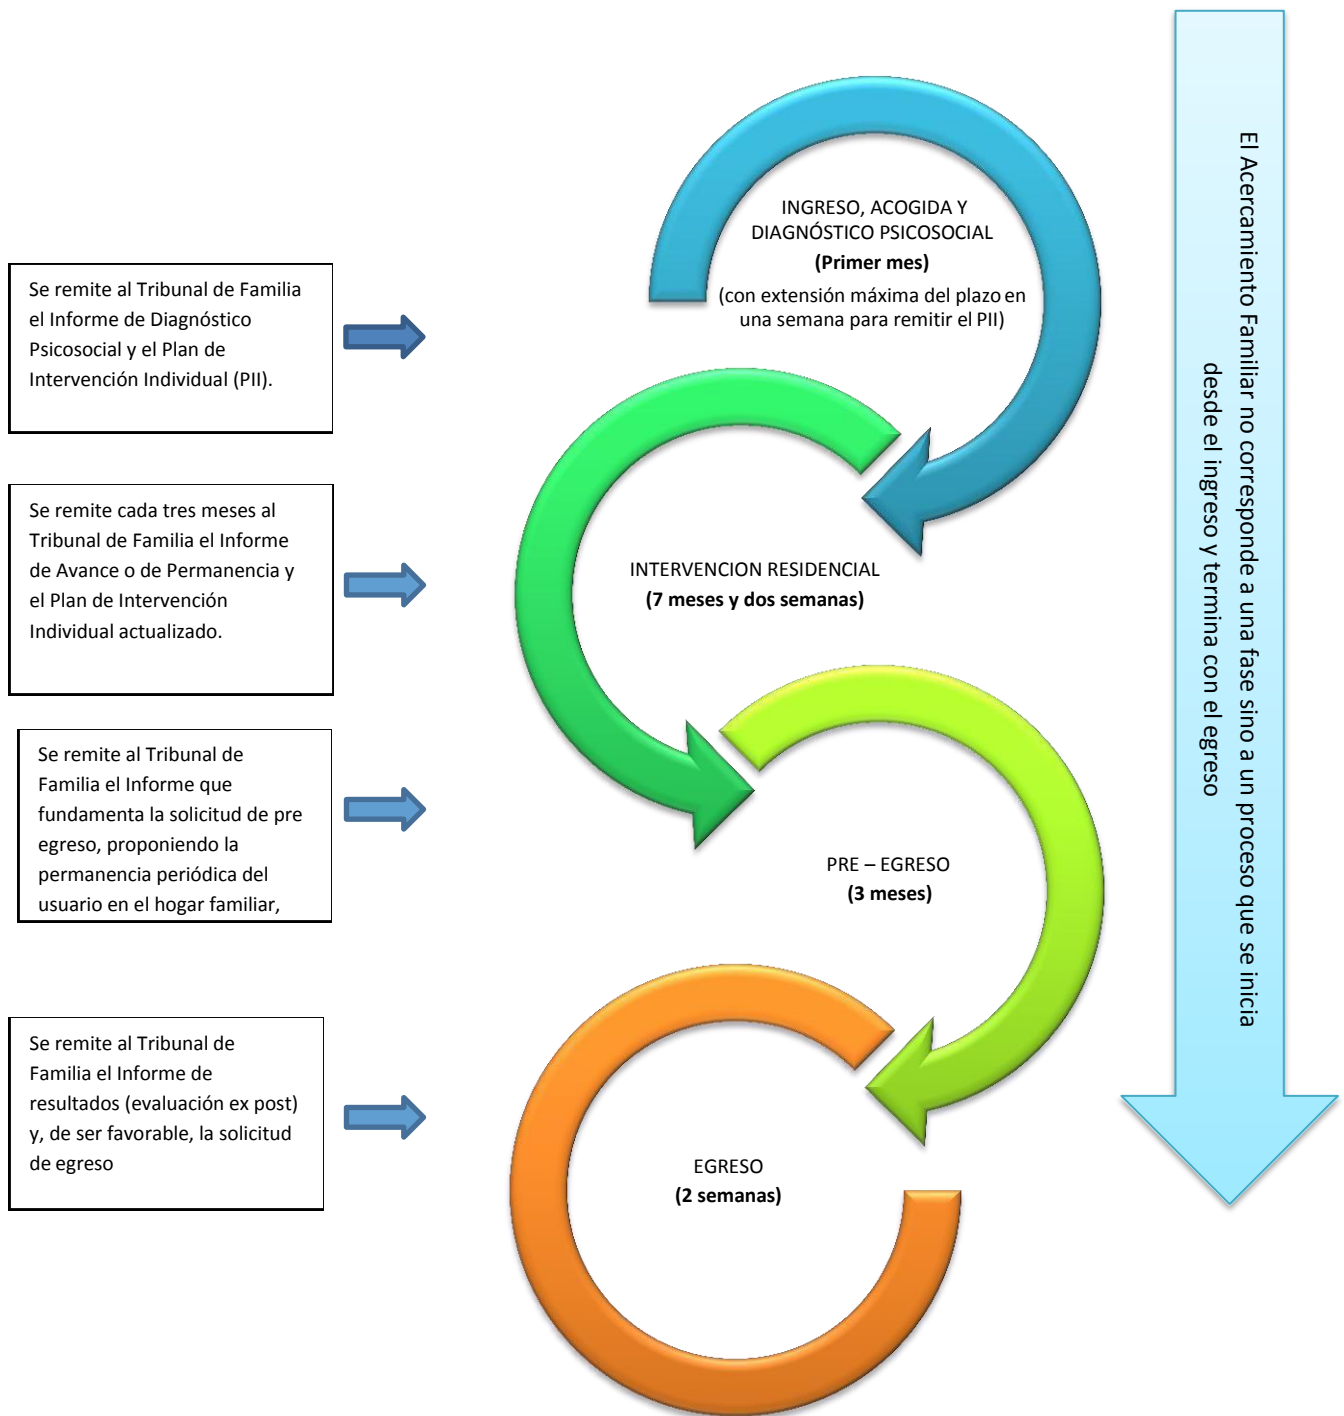 INGRESO, ACOGIDA Y
DIAGNÓSTICO PSICOSOCIAL
(Primer mes)
(con extensión máxima del plazo en
una semana para remitir el PII)
Se remite al Tribunal de Familia
el Informe de Diagnóstico
Psicosocial y el Plan de
Intervención Individual (PII).
INTERVENCION RESIDENCIAL
(7 meses y dos semanas)
Se remite cada tres meses al
Tribunal de Familia el Informe
de Avance o de Permanencia y
el Plan de Intervención
Individual actualizado.
PRE – EGRESO
(3 meses)
Se remite al Tribunal de
Familia el Informe que
fundamenta la solicitud de pre
egreso, proponiendo la
permanencia periódica del
usuario en el hogar familiar,
EGRESO
(2 semanas)
Se remite al Tribunal de
Familia el Informe de
resultados (evaluación ex post)
y, de ser favorable, la solicitud
de egreso
El Acercamiento Familiar no corresponde a una fase sino a un proceso que se inicia
desde el ingreso y termina con el egreso